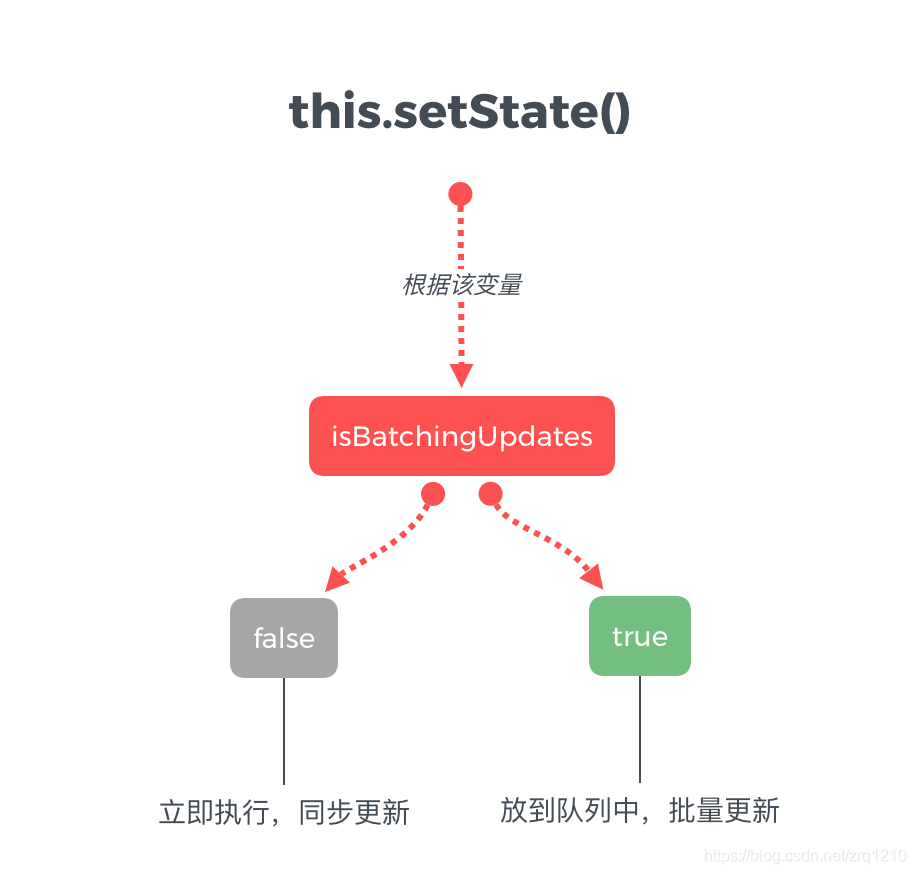 this.setState()
根据该变量
isBatchingUpdates
false
true
立即执行，同步更新
放到队列中，批量更新
https://blog.csdn.net/zrq1210